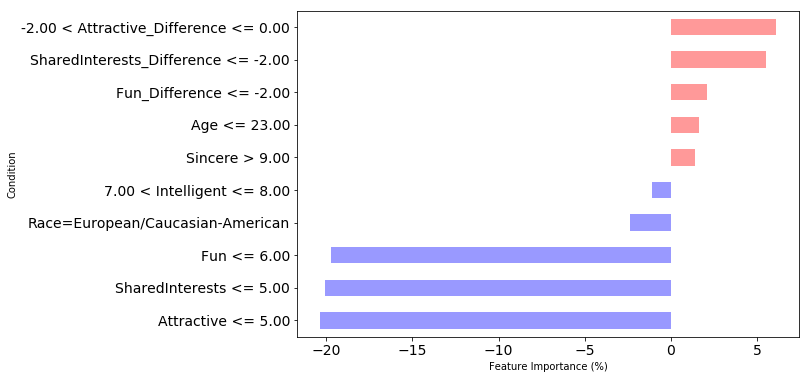 -2.00 < Attractive_Difference <= 0.00
SharedInterests_Difference <= -2.00
Fun_Difference <= -2.00
Age <= 23.00
Sincere > 9.00
7.00 < Intelligent <= 8.00
Race=European/Caucasian-American
Fun <= 6.00
SharedInterests <= 5.00
Attractive <= 5.00
Condition
−20 −15 −10 −5 0 5
Feature Importance (%)